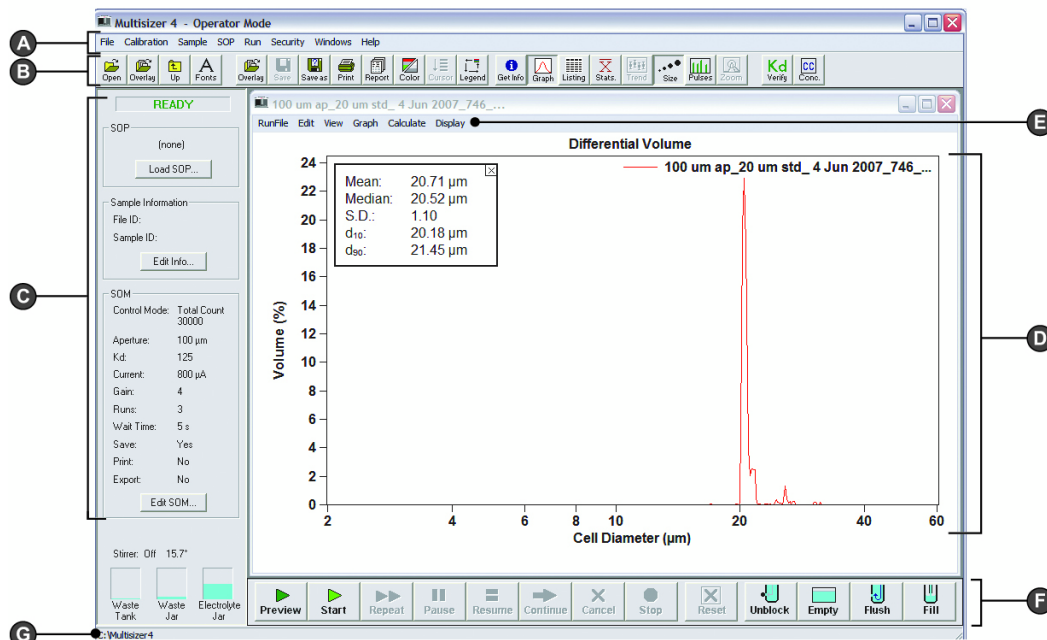 Multisizer 4 - Operator Mode
A
File Calibration Sample SOP Run Security Windows Help
B
Open Overlay Up Fonts Overlay Save Save as Print Report Color Cursor Legend Get Info Graph Listing Stats. Trend Size Pulses Zoom Kd Verify CC Conc.
C
READY
SOP
(none)
Load SOP...
Sample Information
File ID:
Sample ID:
Edit Info...
SOM
Control Mode: Total Count
30000
Aperture: 100 µm
Kd: 125
Current: 800 µA
Gain: 4
Runs: 3
Wait Time: 5 s
Save: Yes
Print: No
Export: No
Edit SOM...
Stirrer: Off 15.7°
Waste Tank
Waste Jar
Electrolyte Jar
100 um ap_20 um std_ 4 Jun 2007_746_...
RunFile Edit View Graph Calculate Display
E
Differential Volume
100 um ap_20 um std_ 4 Jun 2007_746_...
Mean: 20.71 µm
Median: 20.52 µm
S.D.: 1.10
d10: 20.18 µm
d90: 21.45 µm
Volume (%)
24
22
20
18
16
14
12
10
8
6
4
2
0
2 4 6 8 10 20 40 60
Cell Diameter (µm)
D
Preview Start Repeat Pause Resume Continue Cancel Stop Reset Unblock Empty Flush Fill
F
G
C:\Multisizer4